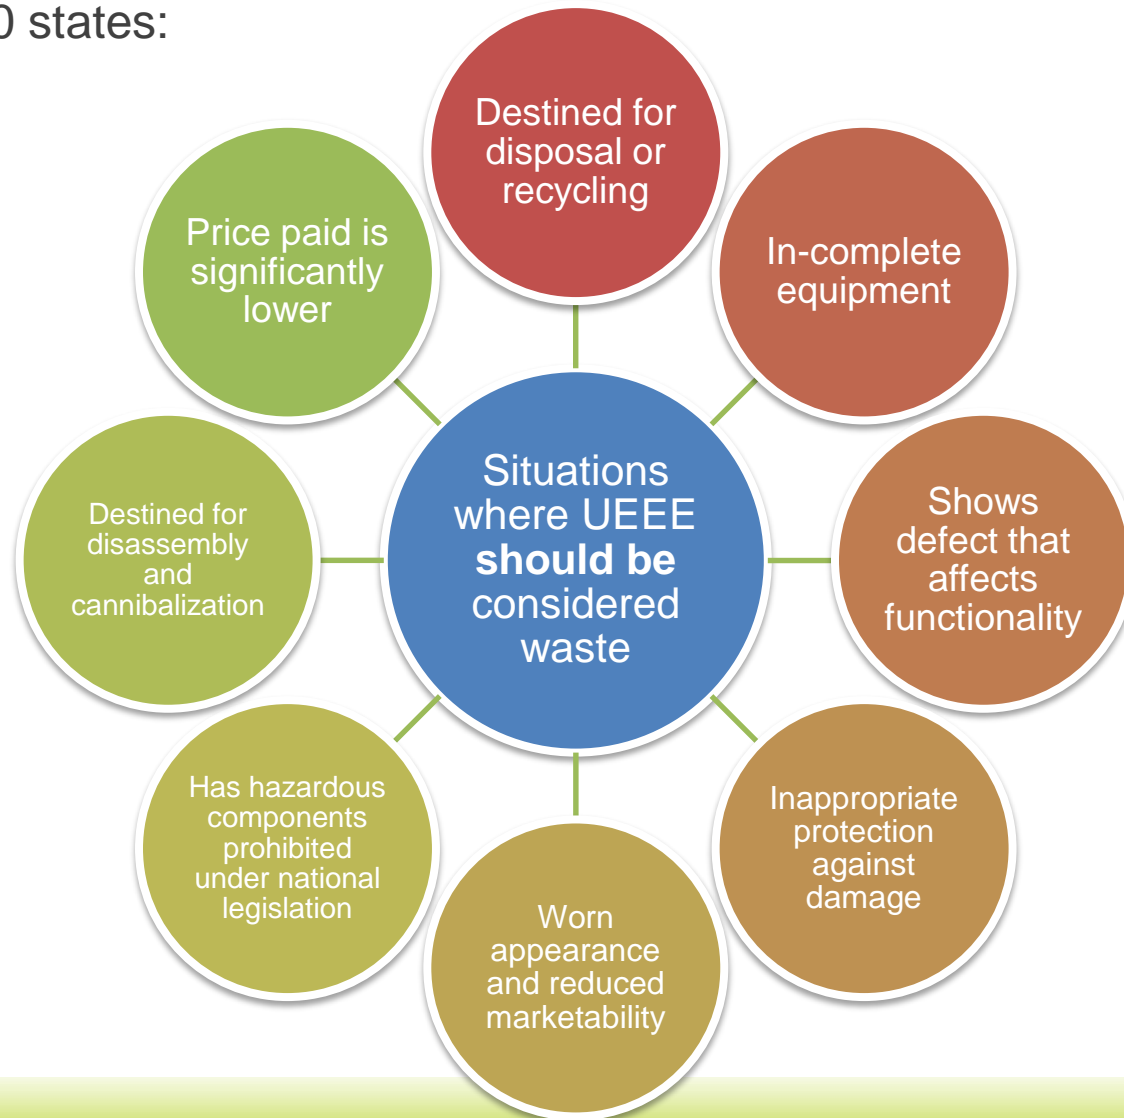 0 states:
Destined for
disposal or
recycling
In-complete
equipment
Shows
defect that
affects
functionality
Inappropriate
protection
against
damage
Worn
appearance
and reduced
marketability
Has hazardous
components
prohibited
under national
legislation
Destined for
disassembly
and
cannibalization
Price paid is
significantly
lower
Situations
where UEEE
should be
considered
waste